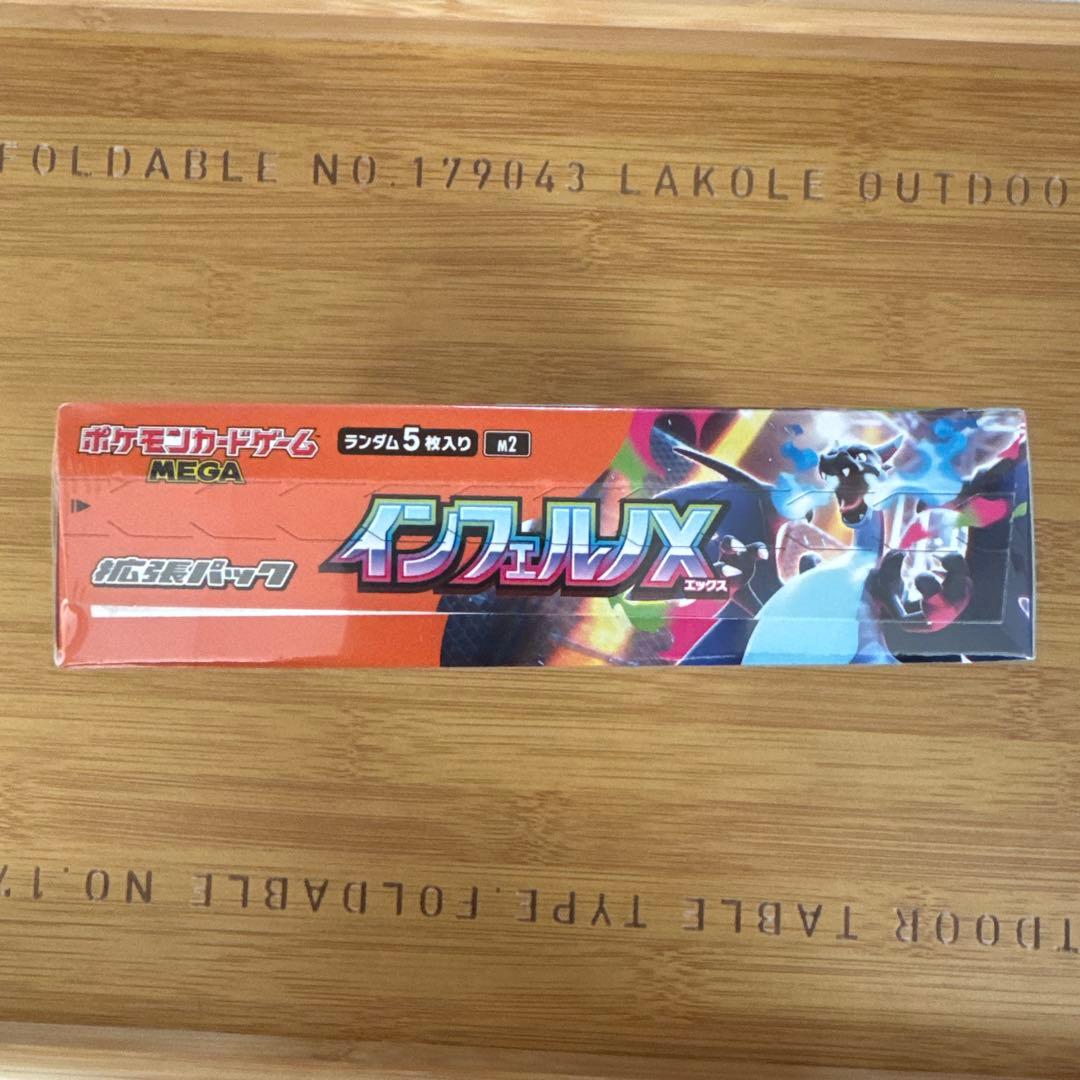 FOLDABLE NO.179043 LAKOLE OUTDOO
ポケモンカードゲーム
MEGA
ランダム5枚入り
M2
インフェルノX
エックス
拡張パック
TDOOR TABLE TYPE.FOLDABLE NO.17